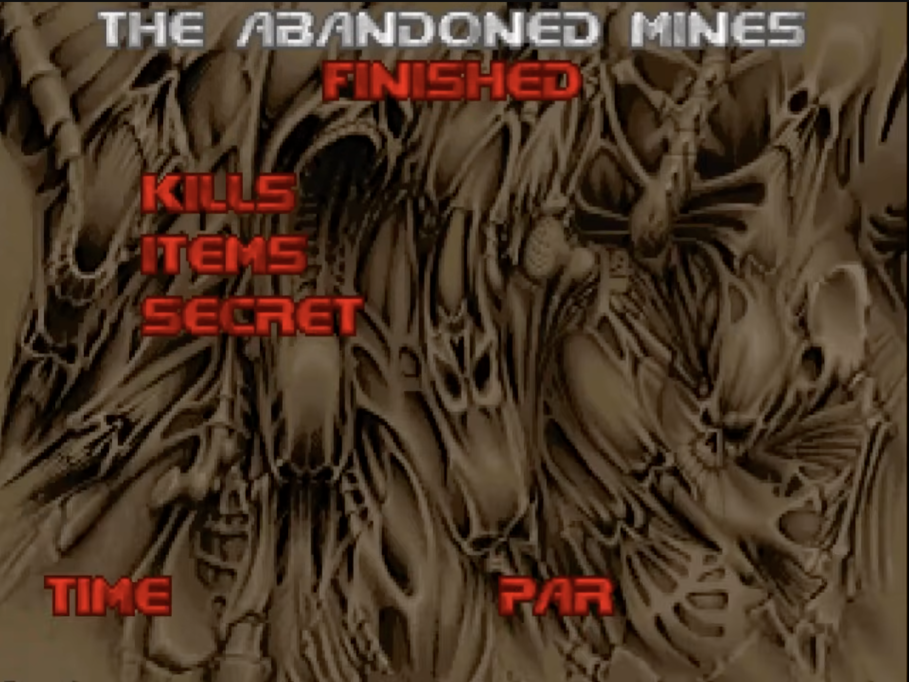 THE ABANDONED MINES
FINISHED
KILLS
ITEMS
SECRET
TIME PAR